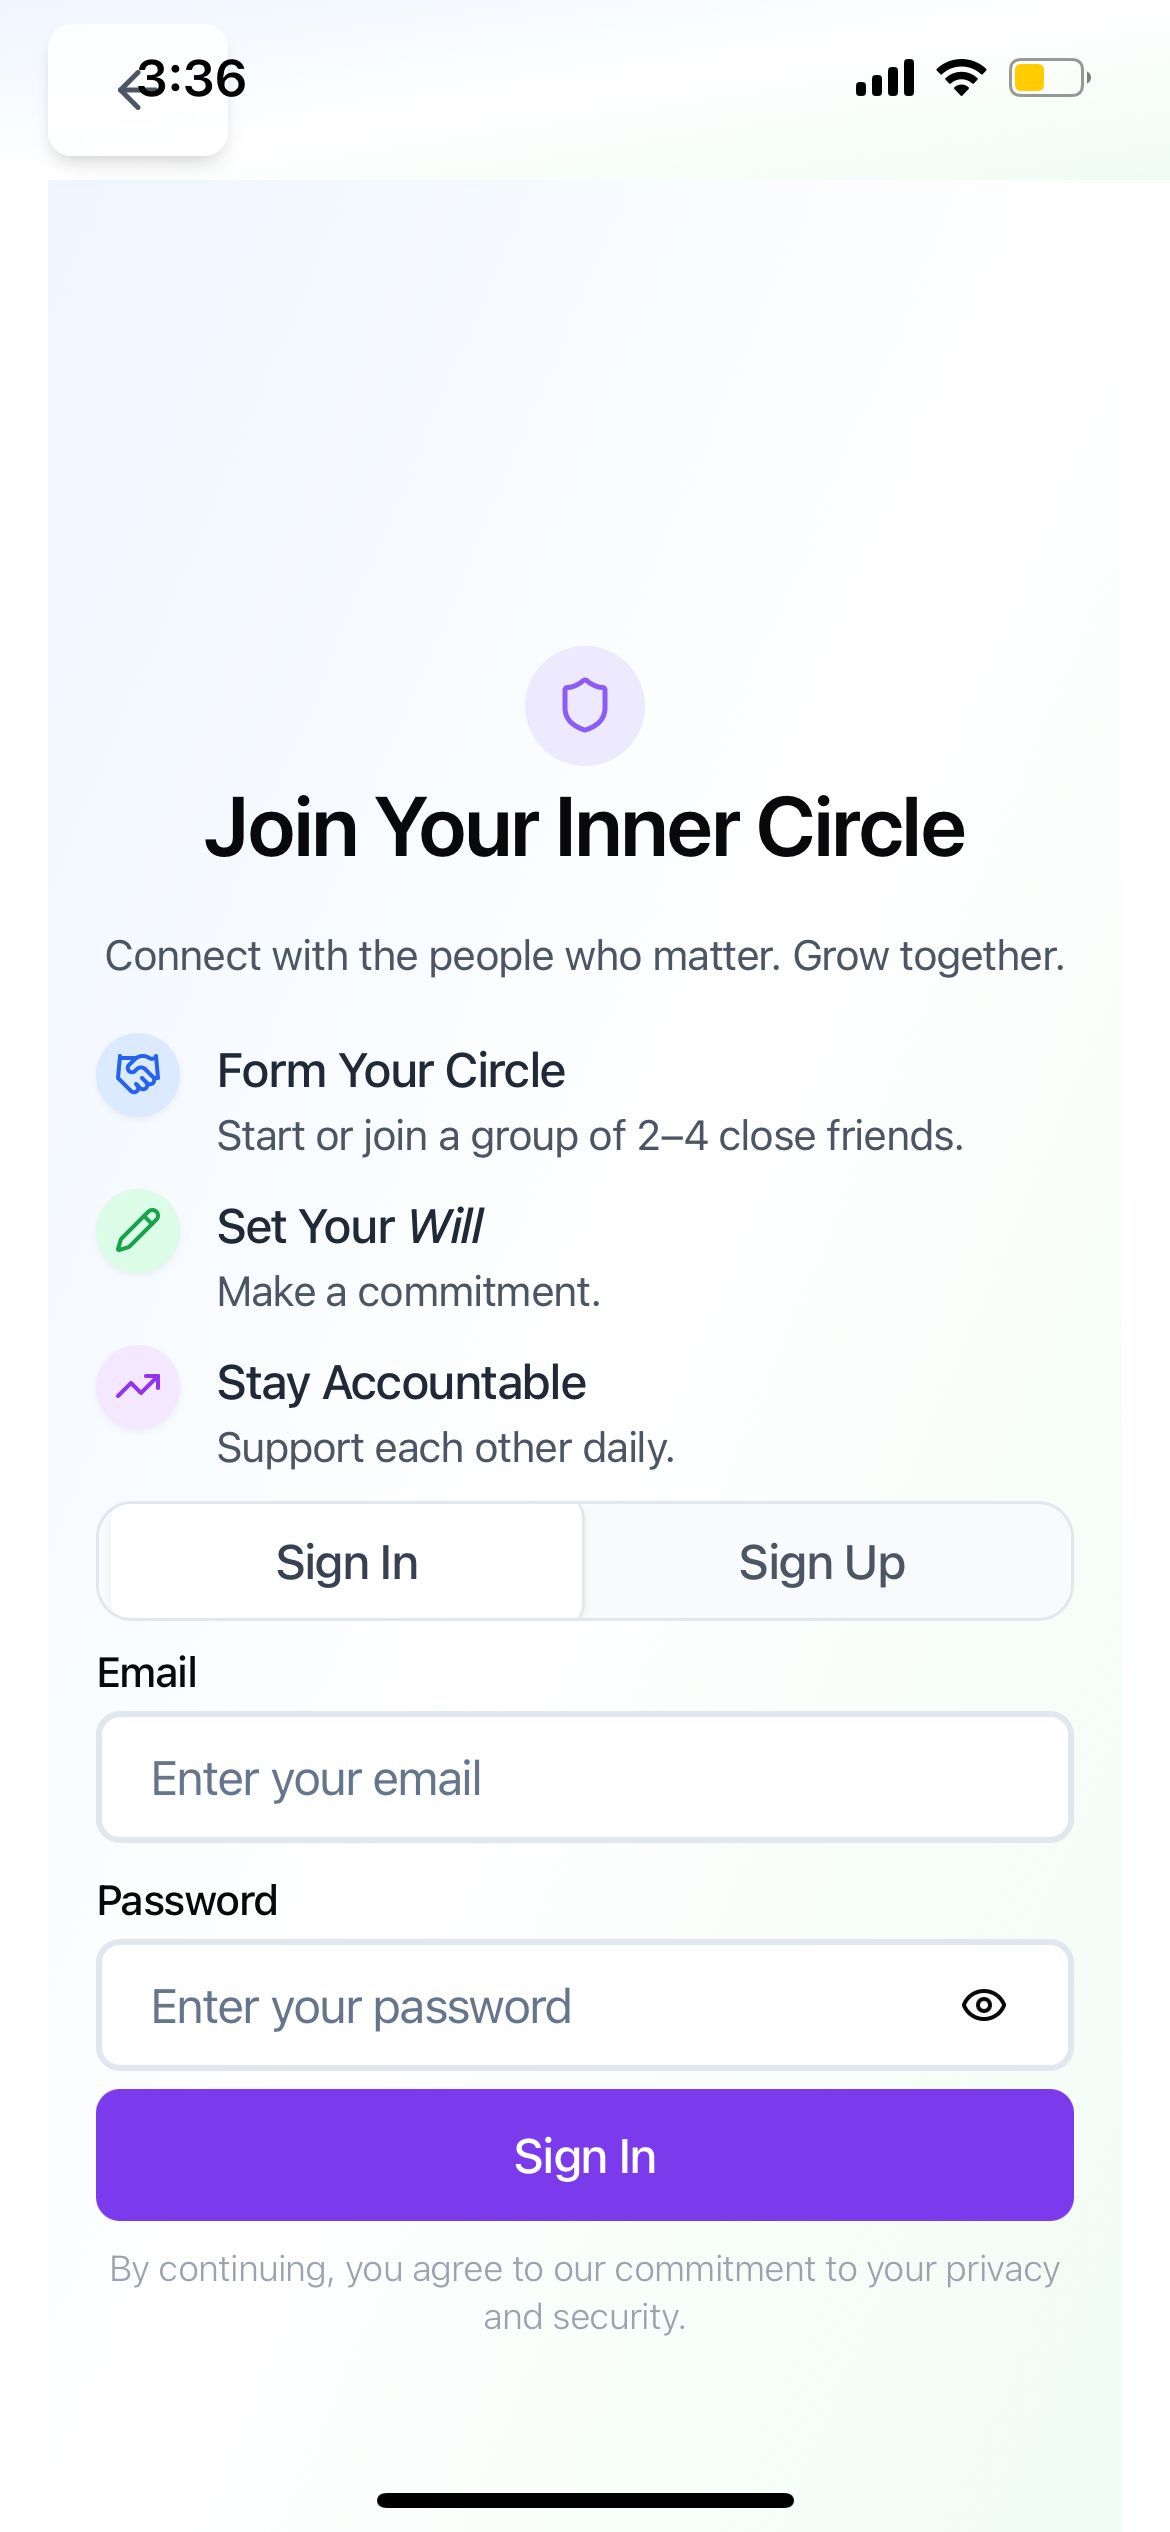 3:36
Join Your Inner Circle
Connect with the people who matter. Grow together.
Form Your Circle
Start or join a group of 2–4 close friends.
Set Your Will
Make a commitment.
Stay Accountable
Support each other daily.
Sign In
Sign Up
Email
Enter your email
Password
Enter your password
Sign In
By continuing, you agree to our commitment to your privacy
and security.